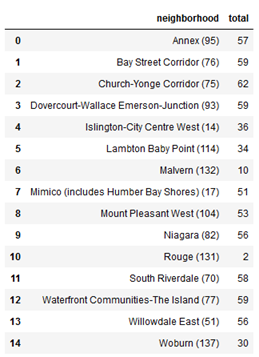 neighborhood total
0 Annex (95) 57
1 Bay Street Corridor (76) 59
2 Church-Yonge Corridor (75) 62
3 Dovercourt-Wallace Emerson-Junction (93) 59
4 Islington-City Centre West (14) 36
5 Lambton Baby Point (114) 34
6 Malvern (132) 10
7 Mimico (includes Humber Bay Shores) (17) 51
8 Mount Pleasant West (104) 53
9 Niagara (82) 56
10 Rouge (131) 2
11 South Riverdale (70) 58
12 Waterfront Communities-The Island (77) 59
13 Willowdale East (51) 56
14 Woburn (137) 30